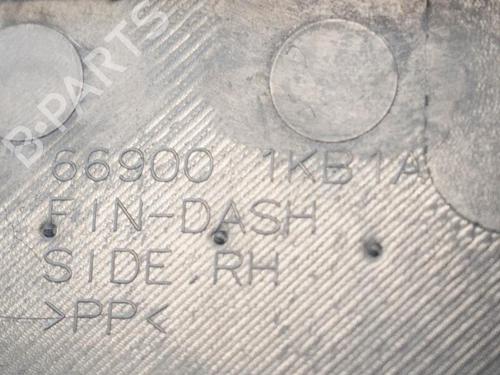 B-PARTS
66900 1KB1A
FIN-DASH
SIDE RH
>PP<